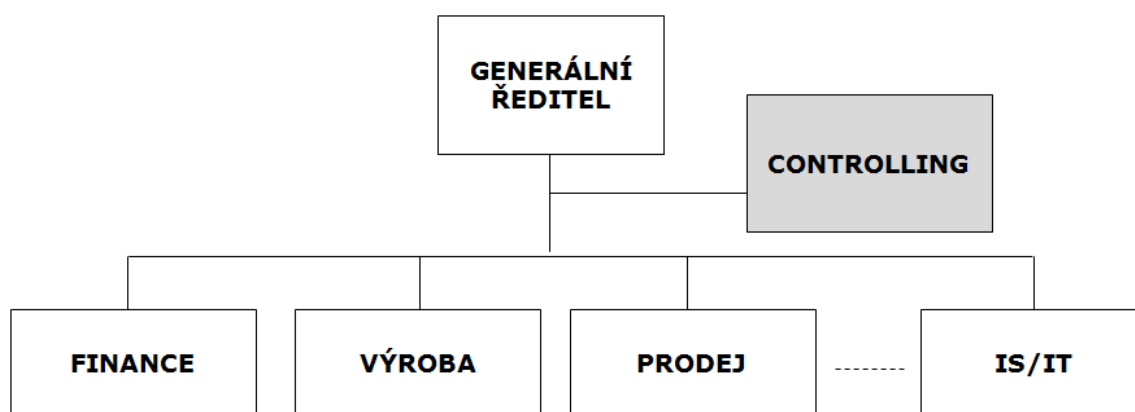 GENERÁLNÍ
ŘEDITEL
CONTROLLING
FINANCE
VÝROBA
PRODEJ
IS/IT